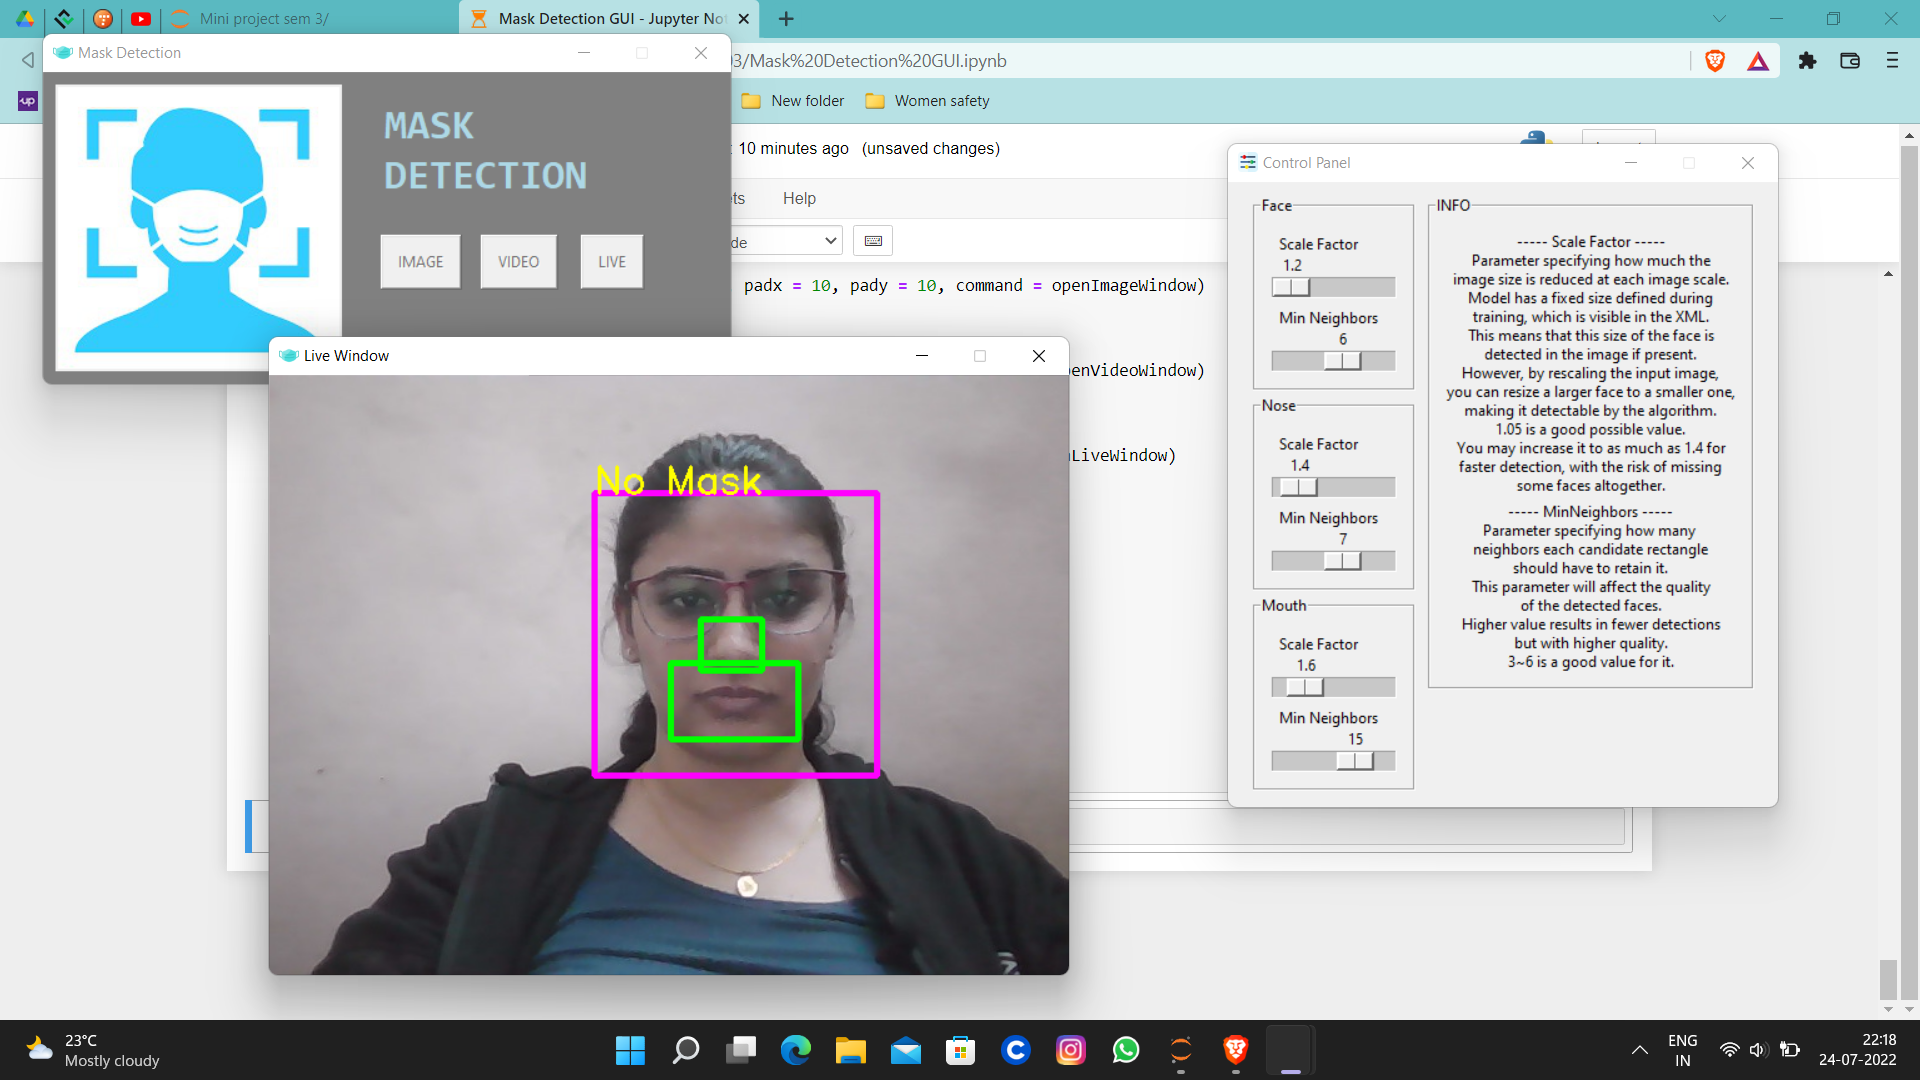 Mini project sem 3/
Mask Detection GUI - Jupyter Not
Mask Detection
03/Mask%20Detection%20GUI.ipynb
up
New folder
Women safety
MASK
DETECTION
IMAGE
VIDEO
LIVE
10 minutes ago (unsaved changes)
ets
Help
de
padx = 10, pady = 10, command = openImageWindow)
penVideoWindow)
nLiveWindow)
Live Window
No Mask
Control Panel
Face
Scale Factor
1.2
Min Neighbors
6
Nose
Scale Factor
1.4
Min Neighbors
7
Mouth
Scale Factor
1.6
Min Neighbors
15
INFO
----- Scale Factor -----
Parameter specifying how much the
image size is reduced at each image scale.
Model has a fixed size defined during
training, which is visible in the XML.
This means that this size of the face is
detected in the image if present.
However, by rescaling the input image,
you can resize a larger face to a smaller one,
making it detectable by the algorithm.
1.05 is a good possible value.
You may increase it to as much as 1.4 for
faster detection, with the risk of missing
some faces altogether.
----- MinNeighbors -----
Parameter specifying how many
neighbors each candidate rectangle
should have to retain it.
This parameter will affect the quality
of the detected faces.
Higher value results in fewer detections
but with higher quality.
3~6 is a good value for it.
23°C
Mostly cloudy
ENG
IN
22:18
24-07-2022